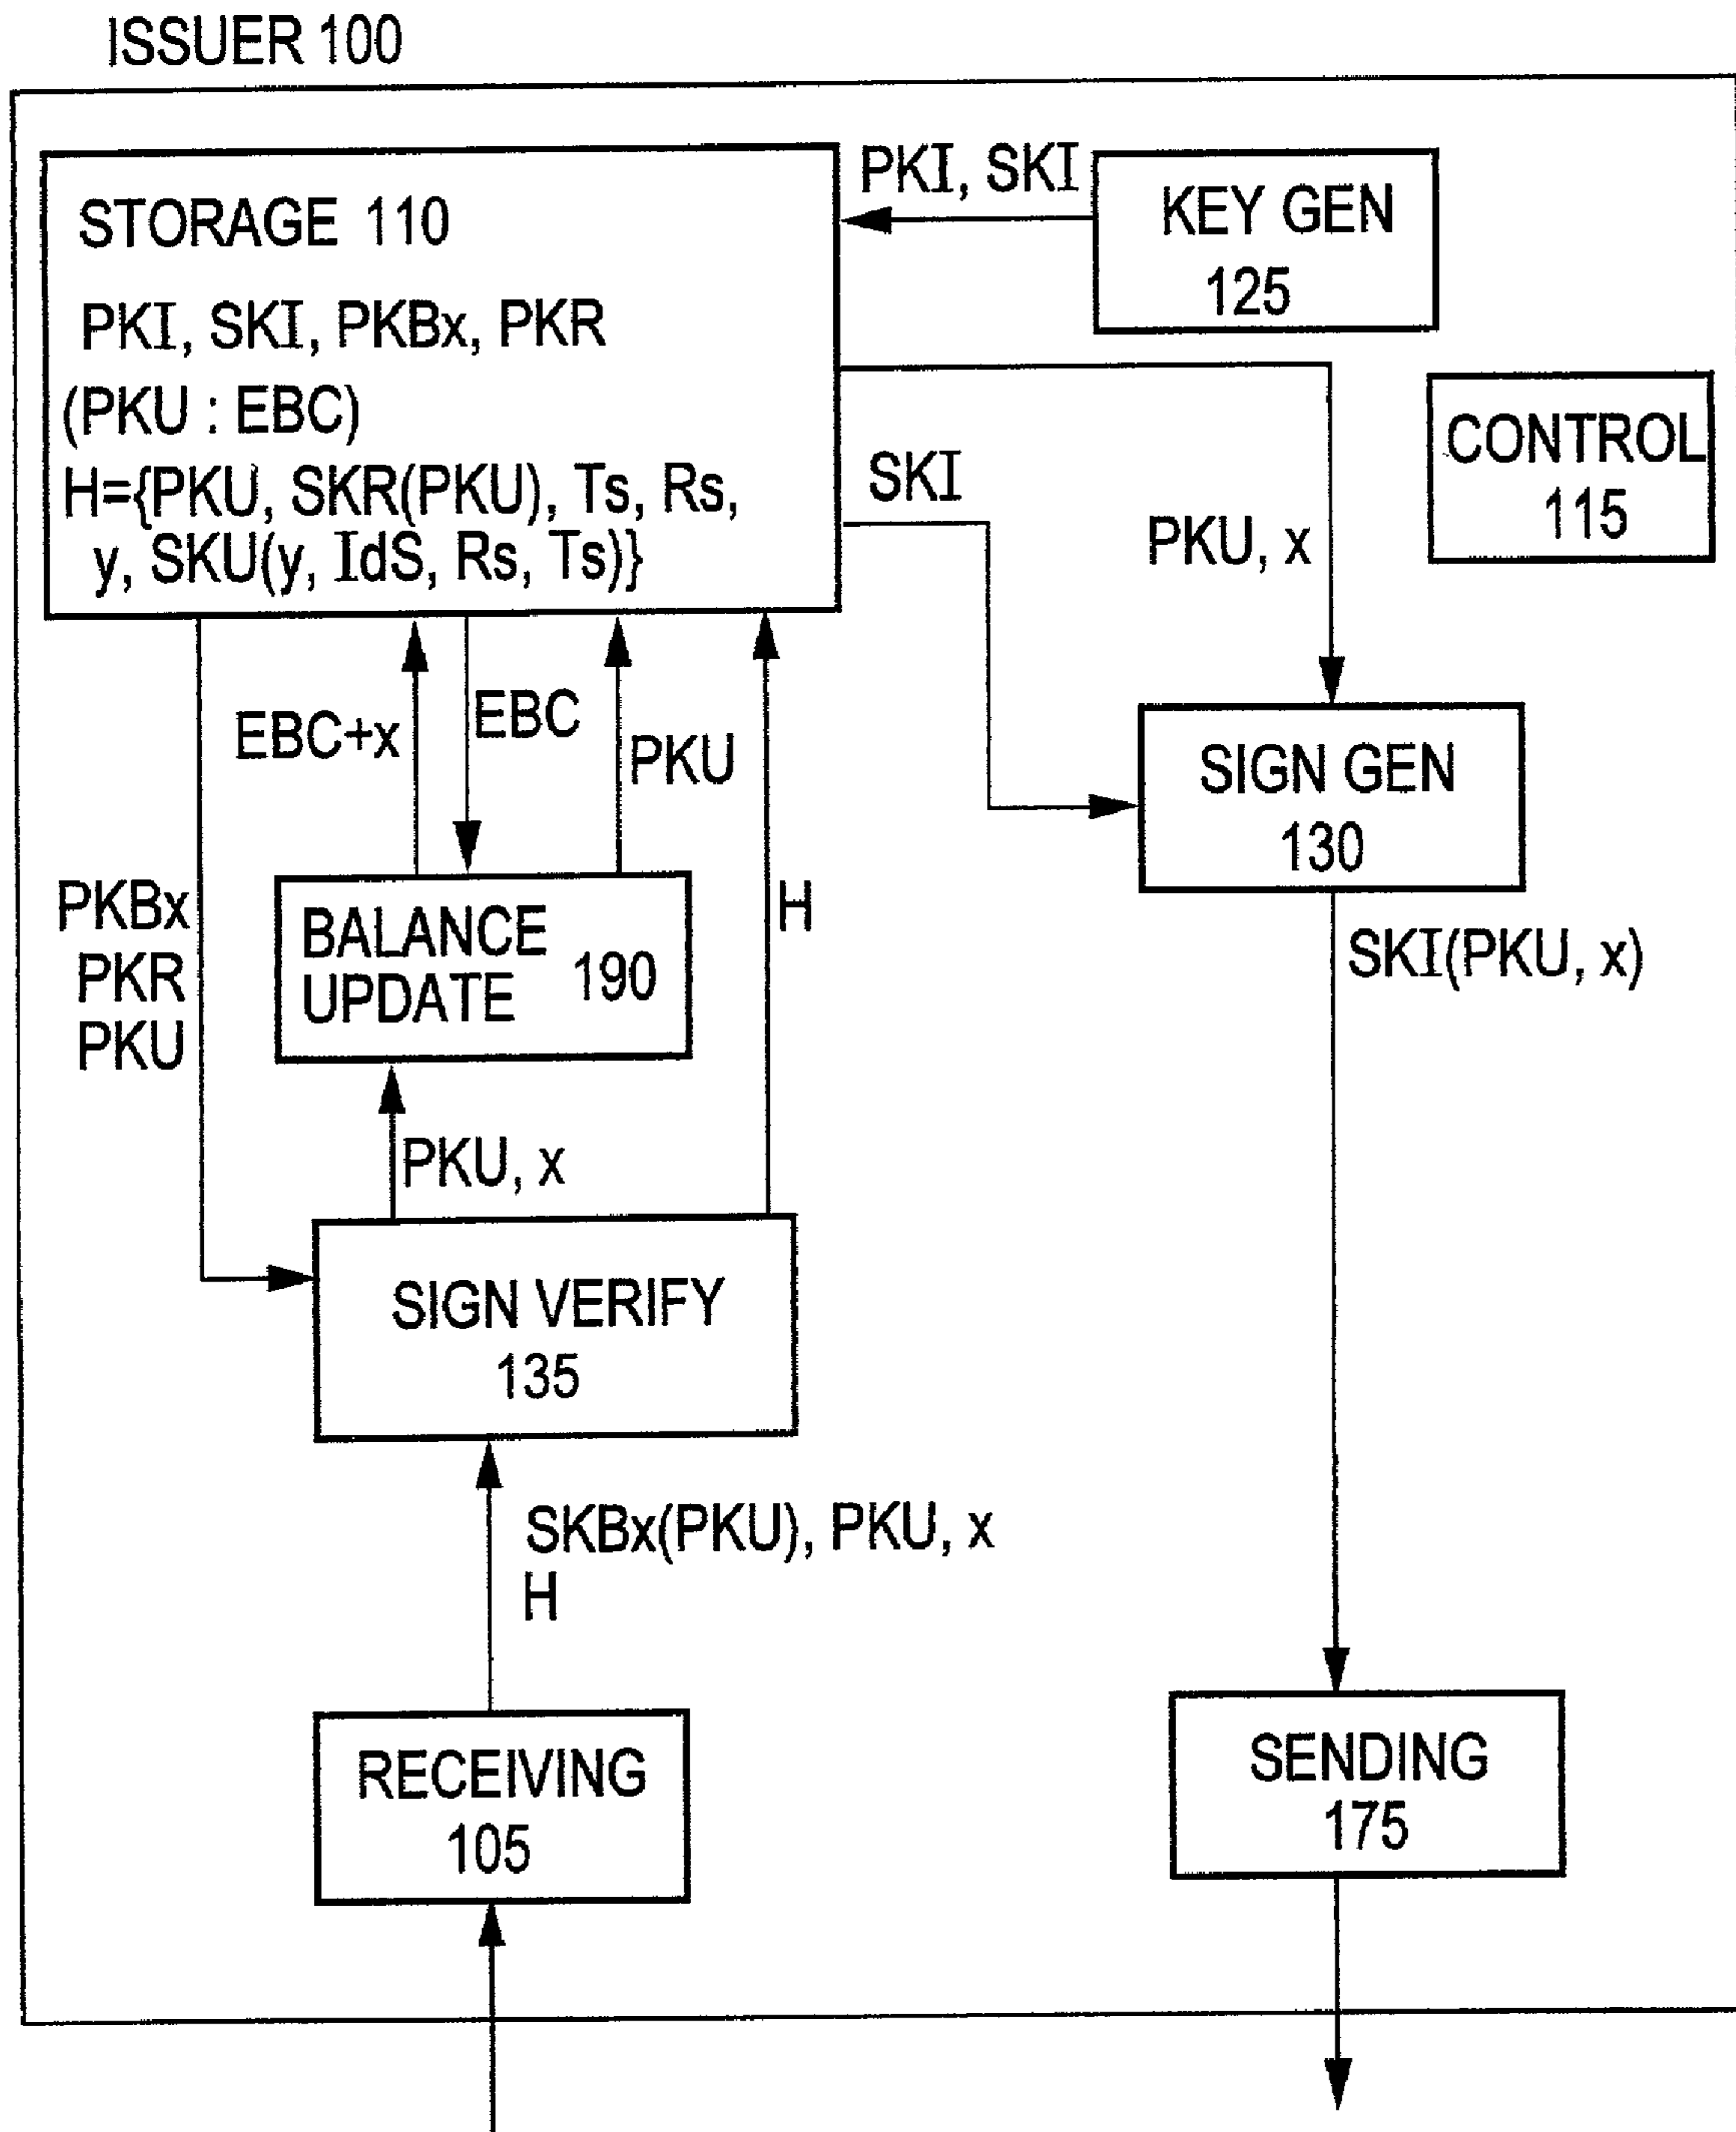 ISSUER 100
STORAGE 110
PKI, SKI, PKBx, PKR
(PKU : EBC)
H={PKU, SKR(PKU), Ts, Rs,
y, SKU(y, IdS, Rs, Ts)}
PKI, SKI
KEY GEN
125
CONTROL
115
SKI
PKU, x
EBC+x
EBC
PKU
H
SIGN GEN
130
PKBx
PKR
PKU
BALANCE
UPDATE
190
SKI(PKU, x)
PKU, x
SIGN VERIFY
135
SKBx(PKU), PKU, x
H
RECEIVING
105
SENDING
175